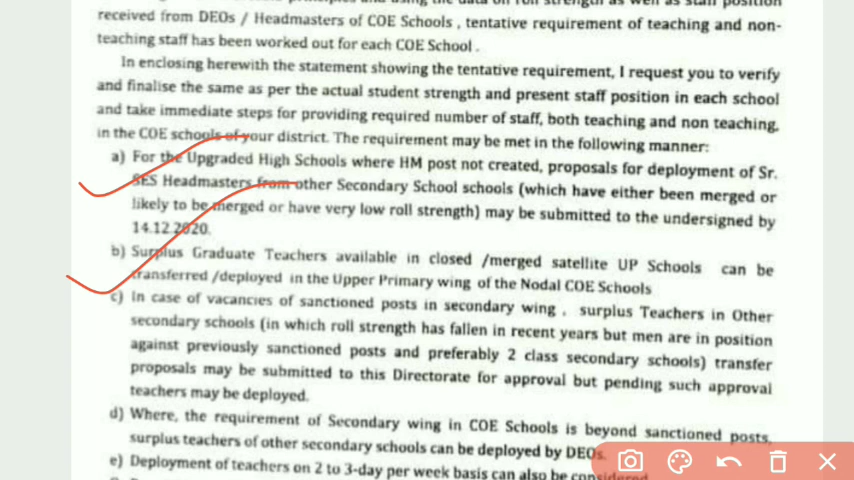 received from DEOs / Headmasters of COE Schools , tentative requirement of teaching and non-
teaching staff has been worked out for each COE School .
In enclosing herewith the statement showing the tentative requirement, I request you to verify
and finalise the same as per the actual student strength and present staff position in each school
and take immediate steps for providing required number of staff, both teaching and non teaching,
in the COE schools of your district. The requirement may be met in the following manner:
a) For the Upgraded High Schools where HM post not created, proposals for deployment of Sr.
SES Headmasters from other Secondary School schools (which have either been merged or
likely to be merged or have very low roll strength) may be submitted to the undersigned by
14.12.2020.
b) Surplus Graduate Teachers available in closed /merged satellite UP Schools can be
transferred /deployed in the Upper Primary wing of the Nodal COE Schools
c) In case of vacancies of sanctioned posts in secondary wing , surplus Teachers in Other
secondary schools (in which roll strength has fallen in recent years but men are in position
against previously sanctioned posts and preferably 2 class secondary schools) transfer
proposals may be submitted to this Directorate for approval but pending such approval
teachers may be deployed.
d) Where, the requirement of Secondary wing in COE Schools is beyond sanctioned posts,
surplus teachers of other secondary schools can be deployed by DEOs.
e) Deployment of teachers on 2 to 3-day per week basis can also be considered